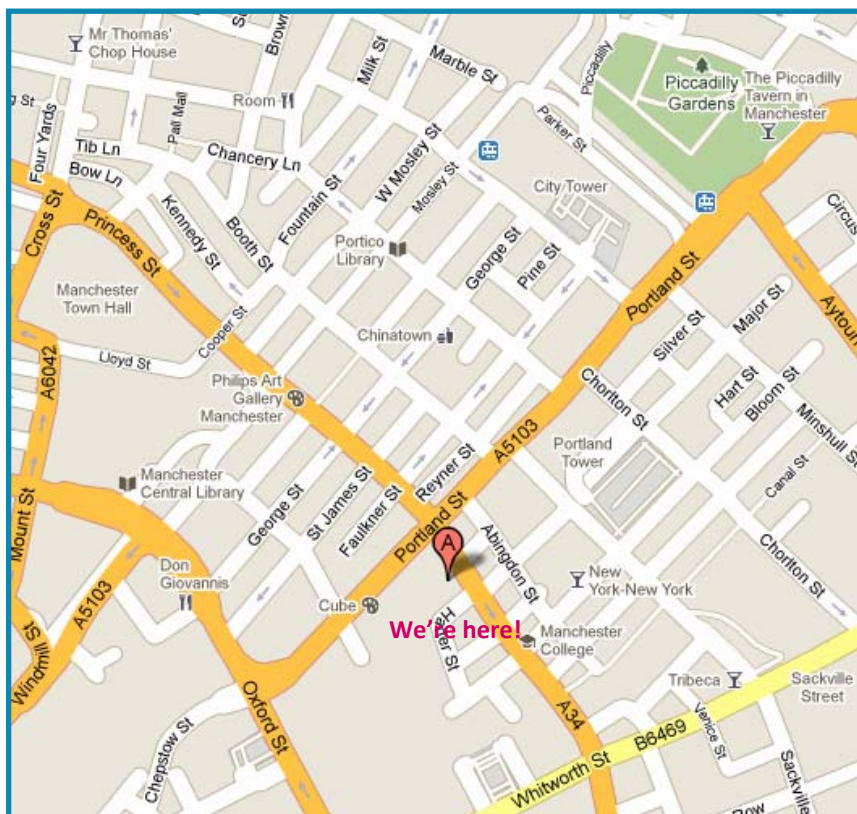 Mr Thomas'
Chop House
Brown
Milk St
Marble St
Piccadilly
Piccadilly
Gardens
The Piccadilly
Tavern in
Manchester
Room
Pall Mall
Parker St
Four Yards
Tib Ln
Chancery Ln
Bow Ln
W Mosley St
Mosley St
Fountain St
City Tower
Cross St
Princess St
Kennedy St
Booth St
Portico
Library
George St
Pine St
Portland St
Circus
Manchester
Town Hall
Cooper St
Chinatown
Silver St
Major St
Aytoun
Lloyd St
A6042
Philips Art
Gallery
Manchester
Chorlton St
Hart St
Bloom St
Minshull St
A5103
Portland
Tower
Reyner St
Manchester
Central Library
George St
St James St
Faulkner St
Portland St
Canal St
Mount St
A
Abingdon St
Chorlton St
Don
Giovannis
A5103
Cube
New
York-New York
We're here!
Manchester
College
Windmill St
Oxford St
Tribeca
Sackville
Street
A34
Venice St
B6469
Chepstow St
Whitworth St
Sackville